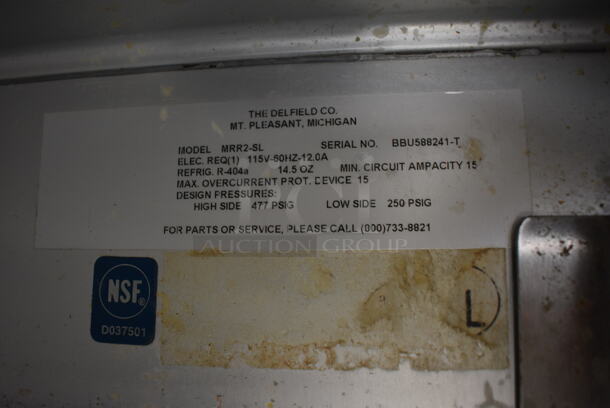 THE DELFIELD CO.
MT. PLEASANT, MICHIGAN
MODEL MRR2-SL SERIAL NO. BBU588241-T
ELEC. REQ(1) 115V-60HZ-12.0A
REFRIG. R-404a 14.5 OZ MIN. CIRCUIT AMPACITY 15
MAX. OVERCURRENT PROT. DEVICE 15
DESIGN PRESSURES:
HIGH SIDE 477 PSIG LOW SIDE 250 PSIG
FOR PARTS OR SERVICE, PLEASE CALL (800)733-8821
AUCTION GROUP
NSF®
D037501
L